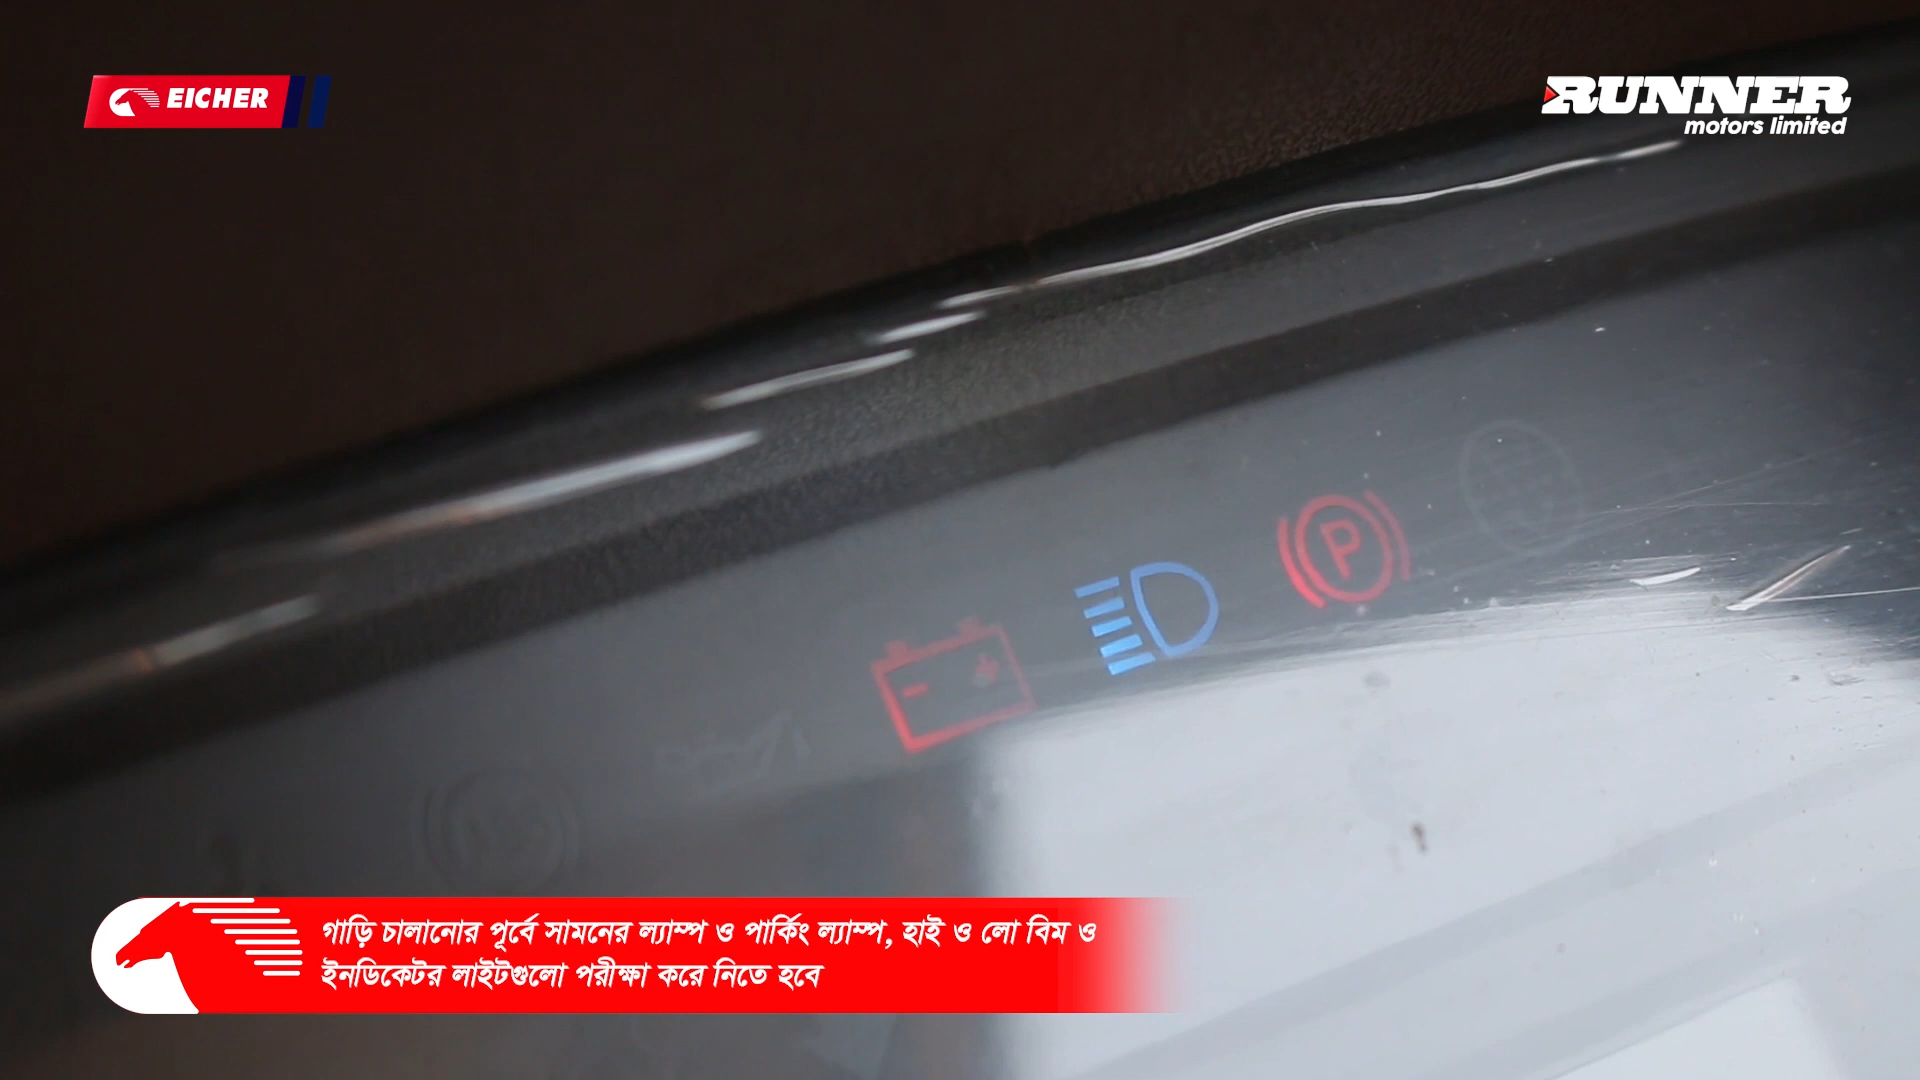 EICHER
RUNNER
motors limited
P
গাড়ি চালানোর পূর্বে সামনের ল্যাম্প ও পার্কিং ল্যাম্প, হাই ও লো বিম ও
ইনডিকেটর লাইটগুলো পরীক্ষা করে নিতে হবে